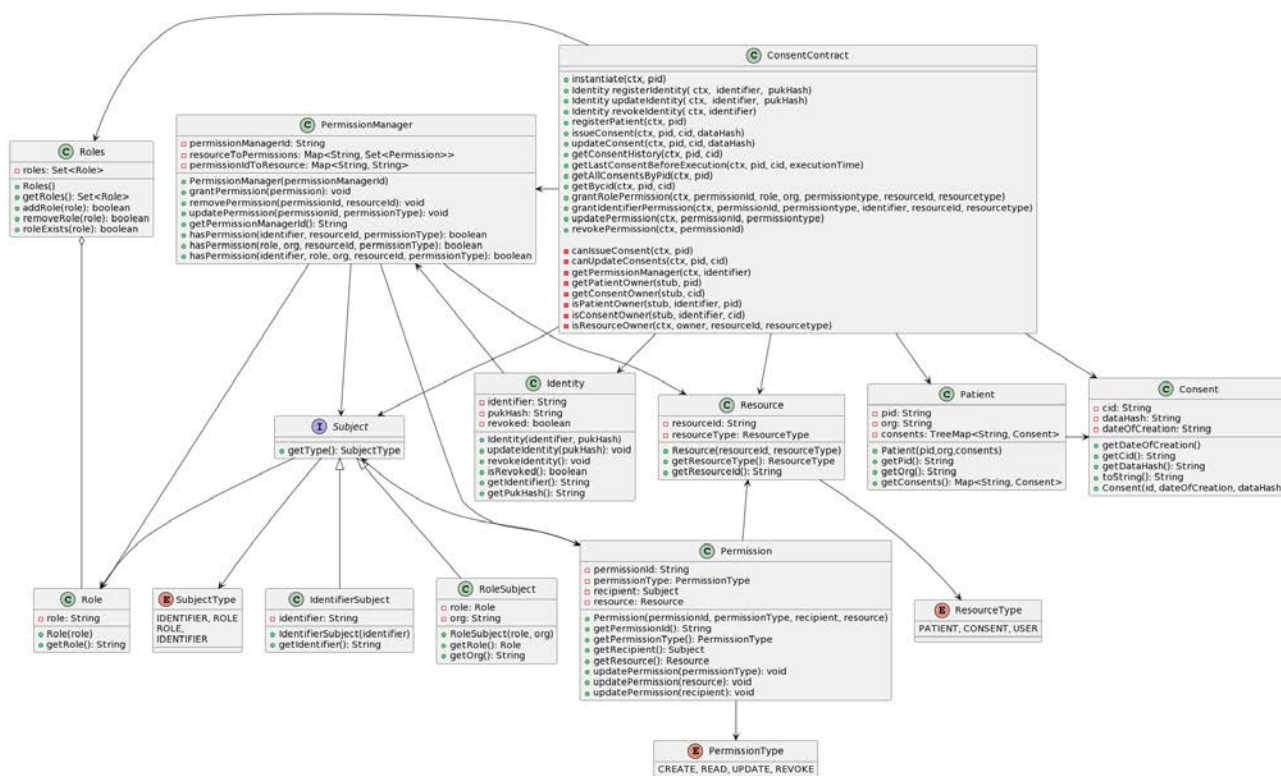 C ConsentContract
instantiate(ctx, pid)
Identity registerIdentity( ctx,  identifier,  pukHash)
Identity updateIdentity( ctx,  identifier,  pukHash)
Identity revokeIdentity( ctx, identifier)
registerPatient(ctx, pid)
issueConsent(ctx, pid, cid, dataHash)
updateConsent(ctx, pid, cid, dataHash)
getConsentHistory(ctx, pid, cid)
getLastConsentBeforeExecution(ctx, pid, cid, executionTime)
getAllConsentsByPid(ctx, pid)
getBycid(ctx, pid, cid)
grantRolePermission(ctx, permissionId, role, org, permissiontype, resourceId, resourcetype)
grantIdentifierPermission(ctx, permissionId, permissiontype, identifier, resourceId, resourcetype)
updatePermission(ctx, permissionId, permissiontype)
revokePermission(ctx, permissionId)
canIssueConsent(ctx, pid)
canUpdateConsents(ctx, pid, cid)
getPermissionManager(ctx, identifier)
getPatientOwner(stub, pid)
getConsentOwner(stub, cid)
isPatientOwner(stub, identifier, pid)
isConsentOwner(stub, identifier, cid)
isResourceOwner(ctx, owner, resourceId, resourcetype)
C PermissionManager
permissionManagerId: String
resourceToPermissions: Map<String, Set<Permission>>
permissionIdToResource: Map<String, String>
PermissionManager(permissionManagerId)
grantPermission(permission): void
removePermission(permissionId, resourceId): void
updatePermission(permissionId, permissionType): void
getPermissionManagerId(): String
hasPermission(identifier, resourceId, permissionType): boolean
hasPermission(role, org, resourceId, permissionType): boolean
hasPermission(identifier, role, org, resourceId, permissionType): boolean
C Roles
roles: Set<Role>
Roles()
getRoles(): Set<Role>
addRole(role): boolean
removeRole(role): boolean
roleExists(role): boolean
C Identity
identifier: String
pukHash: String
revoked: boolean
Identity(identifier, pukHash)
updateIdentity(pukHash): void
revokeIdentity(): void
isRevoked(): boolean
getIdentifier(): String
getPukHash(): String
C Resource
resourceId: String
resourceType: ResourceType
Resource(resourceId, resourceType)
getResourceType(): ResourceType
getResourceId(): String
C Patient
pid: String
org: String
consents: TreeMap<String, Consent>
Patient(pid,org,consents)
getPid(): String
getOrg(): String
getConsents(): Map<String, Consent>
C Consent
cid: String
dataHash: String
dateOfCreation: String
getDateOfCreation()
getCid(): String
getDataHash(): String
toString(): String
Consent(id, dateOfCreation, dataHash
I Subject
getType(): SubjectType
C Role
role: String
Role(role)
getRole(): String
E SubjectType
IDENTIFIER, ROLE
ROLE,
IDENTIFIER
C IdentifierSubject
identifier: String
IdentifierSubject(identifier)
getIdentifier(): String
C RoleSubject
role: Role
org: String
RoleSubject(role, org)
getRole(): Role
getOrg(): String
C Permission
permissionId: String
permissionType: PermissionType
recipient: Subject
resource: Resource
Permission(permissionId, permissionType, recipient, resource)
getPermissionId(): String
getPermissionType(): PermissionType
getRecipient(): Subject
getResource(): Resource
updatePermission(permissionType): void
updatePermission(resource): void
updatePermission(recipient): void
E ResourceType
PATIENT, CONSENT, USER
E PermissionType
CREATE, READ, UPDATE, REVOKE